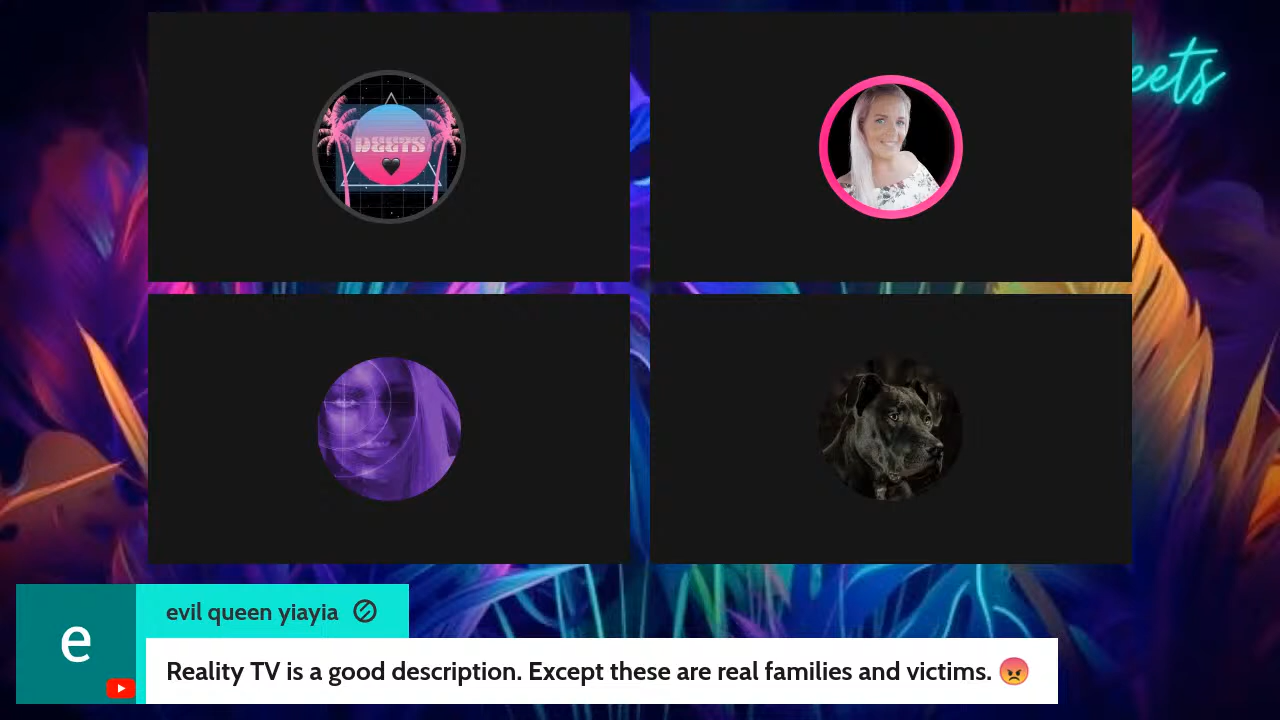 eets
DEETS
e
evil queen yiayia
Reality TV is a good description. Except these are real families and victims. 😡